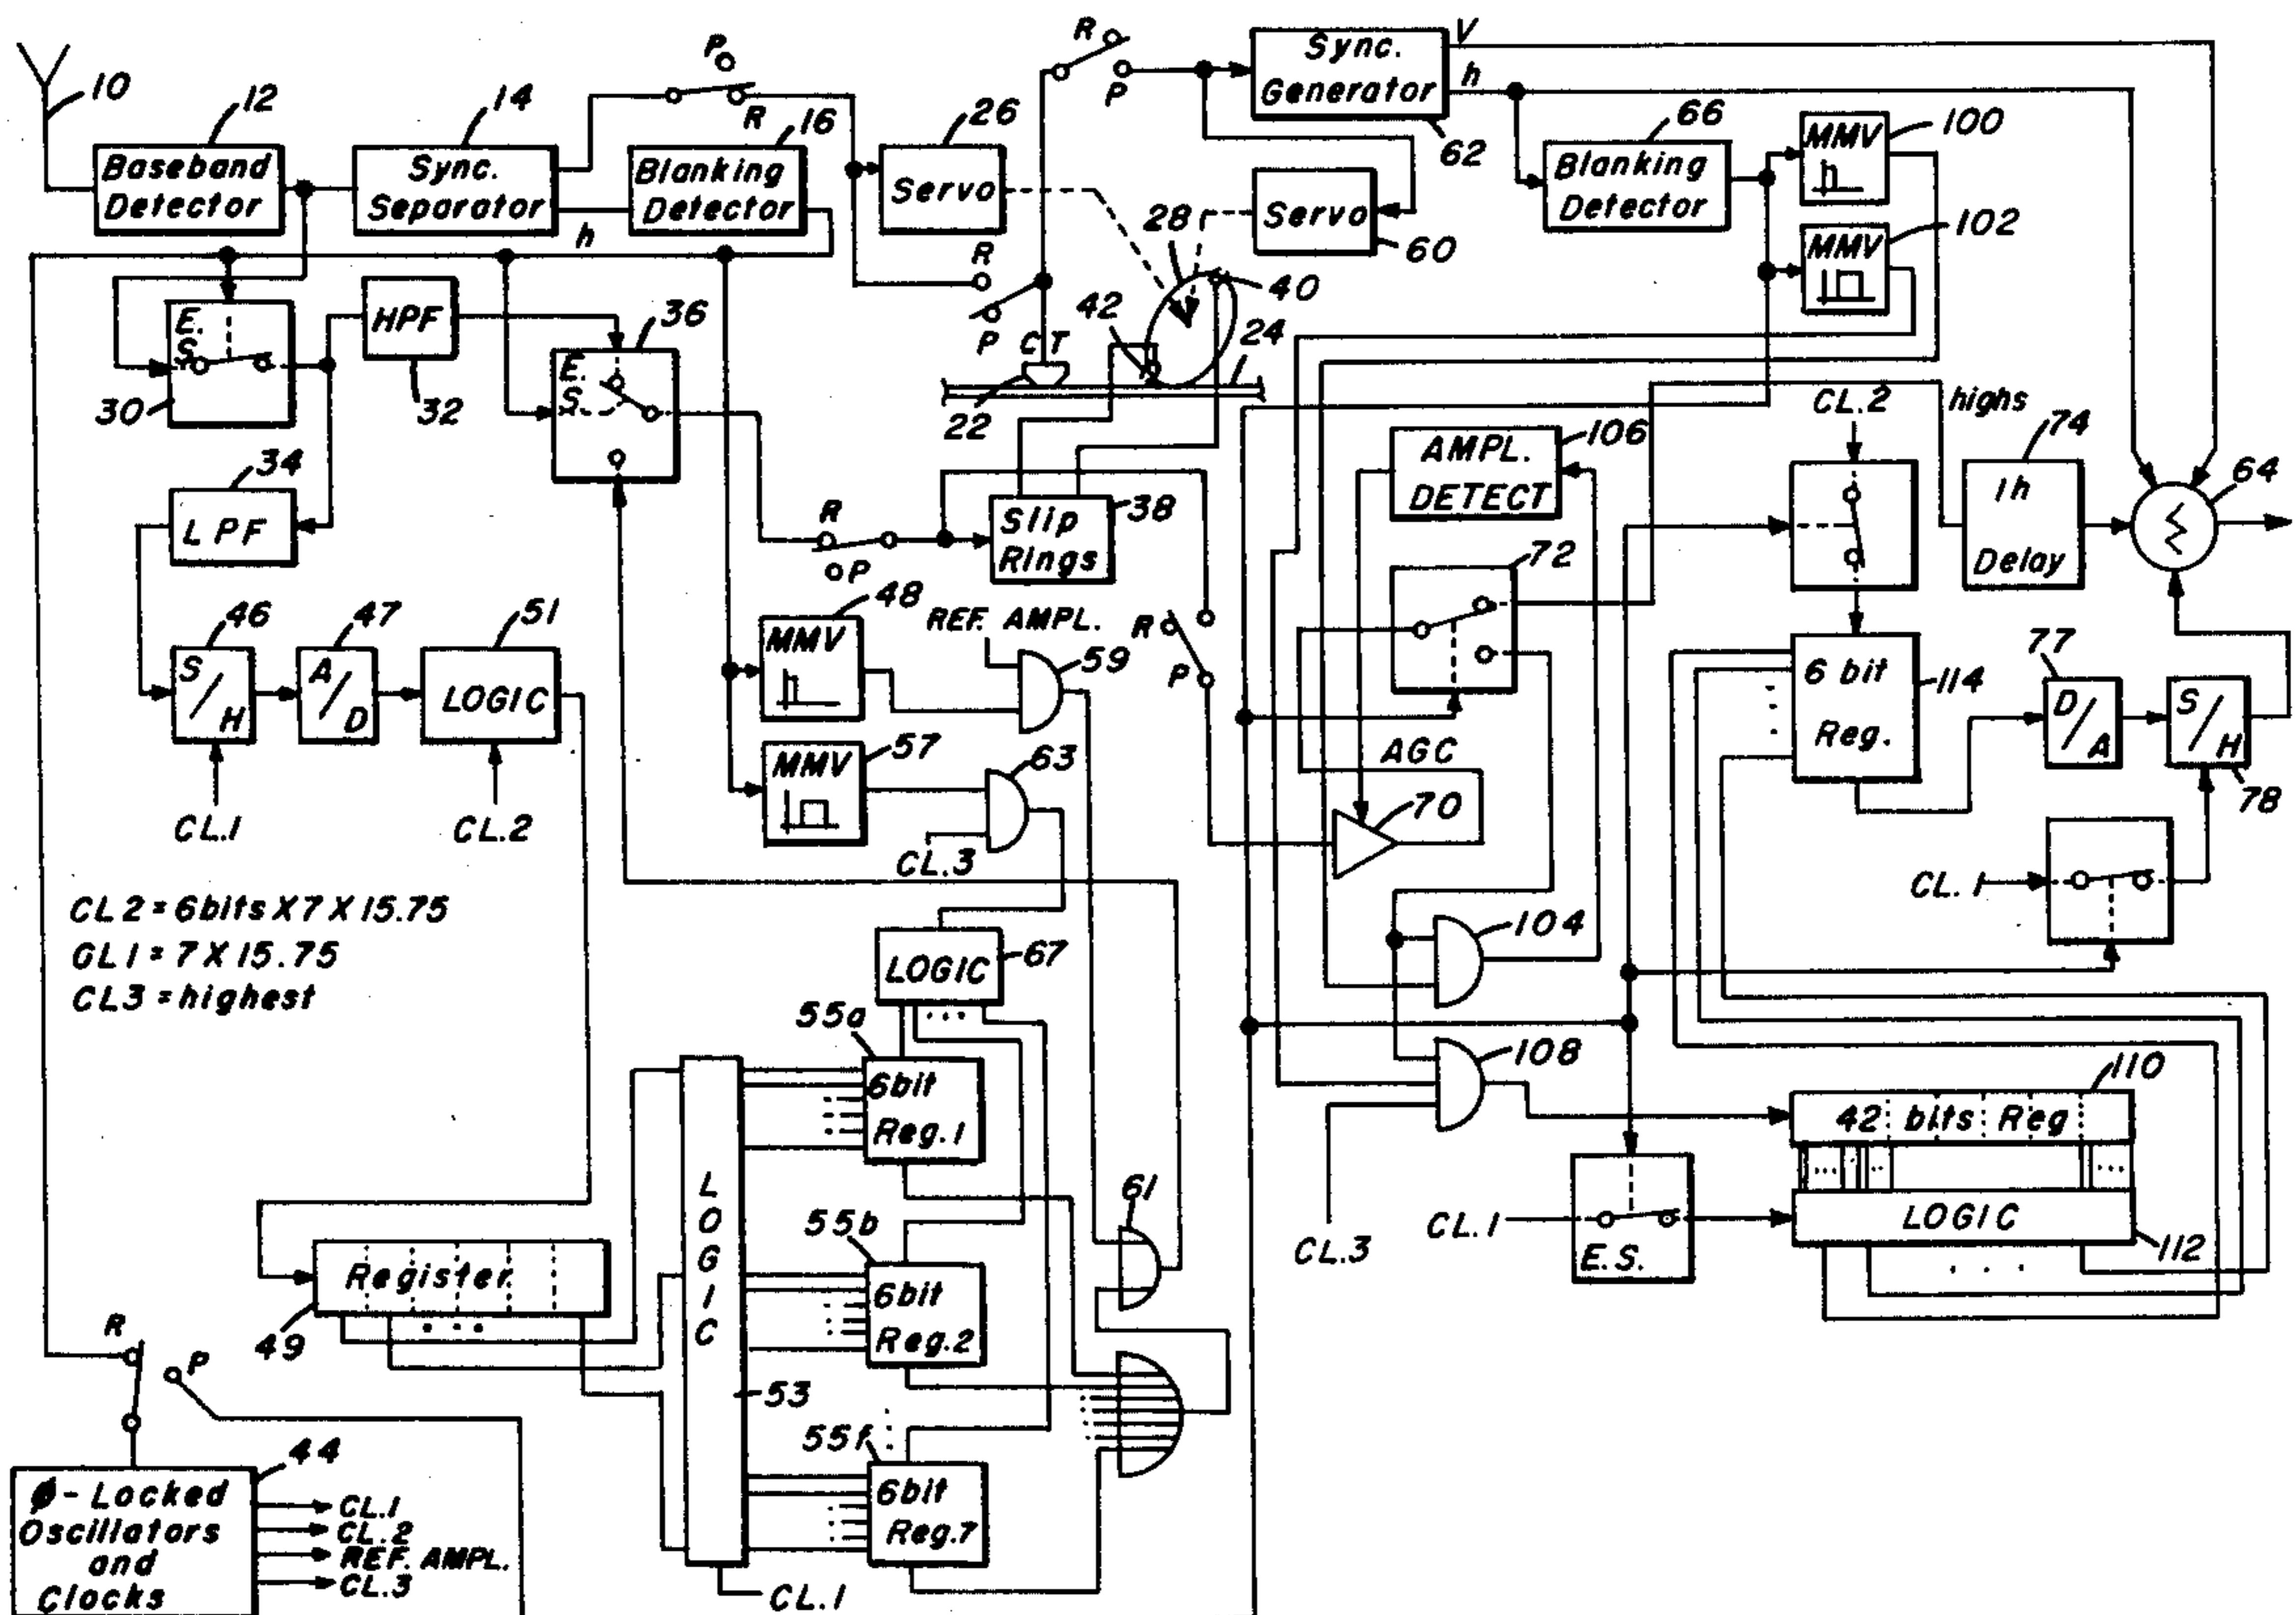 10
12
Baseband
Detector
14
Sync.
Separator
P
R
16
Blanking
Detector
h
26
Servo
R
P
R
P
Sync.
Generator
V
h
62
Servo
60
66
Blanking
Detector
MMV
100
MMV
102
28
40
42
24
C T
22
E.
S.
30
HPF
32
E.
S.
36
34
LPF
R
P
Slip
Rings
38
AMPL.
DETECT
106
CL.2
highs
74
1h
Delay
64
Σ
46
S/H
CL.1
47
A/D
51
LOGIC
CL.2
48
MMV
REF. AMPL.
59
57
MMV
63
CL.3
R
P
72
AGC
70
6 bit
Reg.
114
77
D/A
S/H
78
CL. 1
CL2 = 6bits X 7 X 15.75
CL1 = 7 X 15.75
CL3 = highest
LOGIC
67
104
108
CL.3
110
42 bits Reg
CL.1
E.S.
LOGIC
112
55a
6bit
Reg.1
55b
6bit
Reg.2
55f
6bit
Reg.7
LOGIC
53
CL.1
61
Register
49
R
P
44
Ø-Locked
Oscillators
and
Clocks
CL.1
CL.2
REF. AMPL.
CL.3